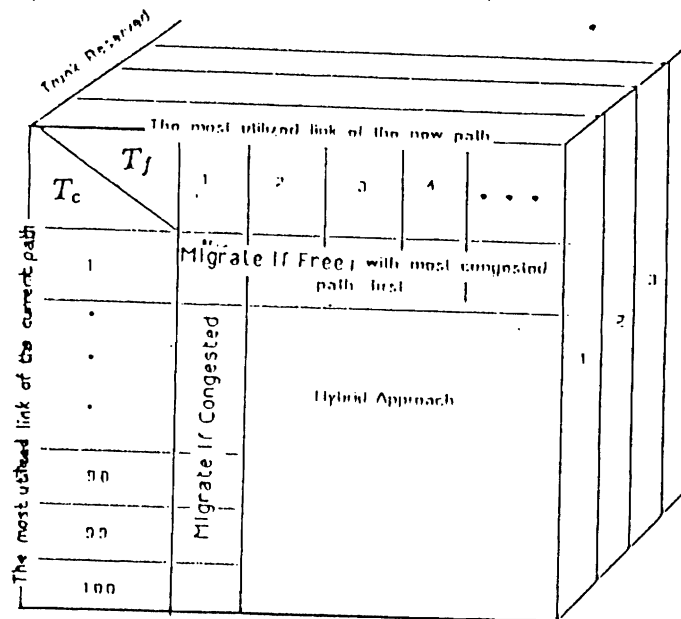 Trunk Reserved
The most utilized link of the new path
T_f
T_c
1 2 3 4 • • •
Migrate If Free, with most congested
path first
1
•
•
•
Migrate If Congested
Hybrid Approach
The most utilized link of the current path
1
2
3
100